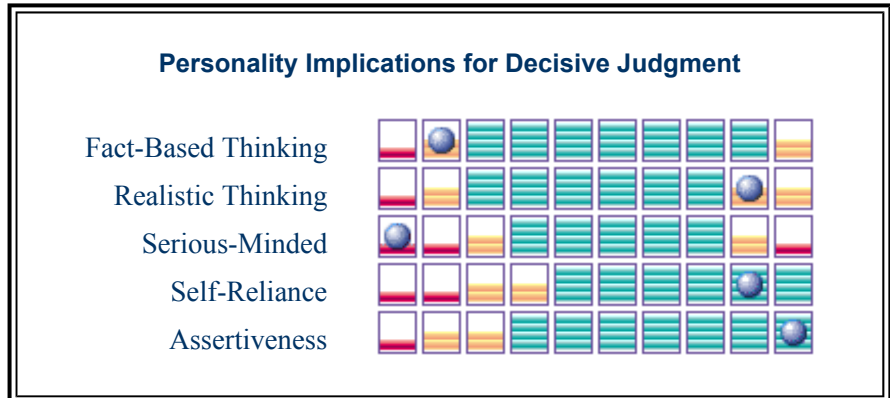 Personality Implications for Decisive Judgment
Fact-Based Thinking
Realistic Thinking
Serious-Minded
Self-Reliance
Assertiveness